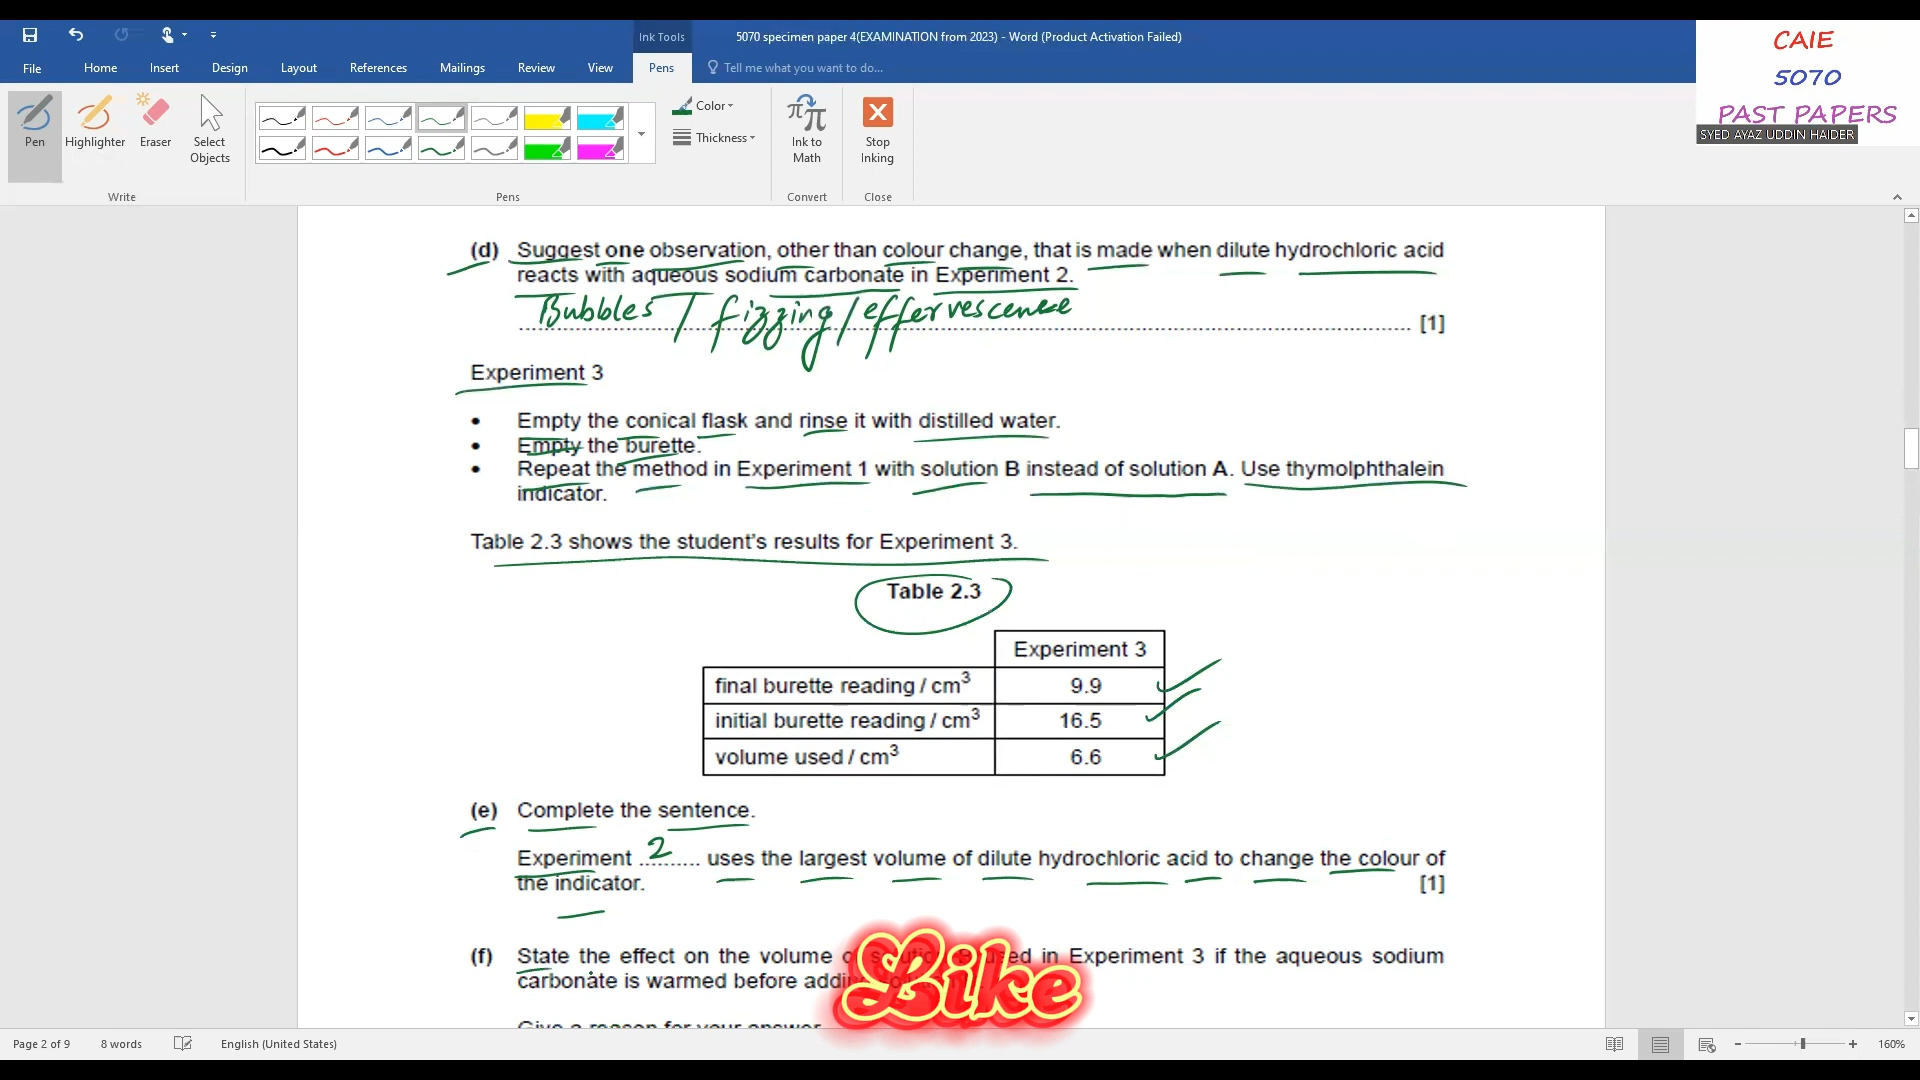 Ink Tools
5070 specimen paper 4(EXAMINATION from 2023) - Word (Product Activation Failed)
File Home Insert Design Layout References Mailings Review View Pens Tell me what you want to do...
Pen Highlighter Eraser Select Objects
Color
Thickness
Ink to Math
Stop Inking
Write Pens Convert Close
CAIE
5070
PAST PAPERS
SYED AYAZ UDDIN HAIDER
(d) Suggest one observation, other than colour change, that is made when dilute hydrochloric acid
reacts with aqueous sodium carbonate in Experiment 2.
Bubbles / fizzing / effervescence
[1]
Experiment 3
• Empty the conical flask and rinse it with distilled water.
• Empty the burette.
• Repeat the method in Experiment 1 with solution B instead of solution A. Use thymolphthalein
indicator.
Table 2.3 shows the student's results for Experiment 3.
Table 2.3
Experiment 3
final burette reading / cm³ 9.9
initial burette reading / cm³ 16.5
volume used / cm³ 6.6
(e) Complete the sentence.
Experiment ....2..... uses the largest volume of dilute hydrochloric acid to change the colour of
the indicator. [1]
(f) State the effect on the volume used in Experiment 3 if the aqueous sodium
carbonate is warmed before
Like
Give a reason for your answer
Page 2 of 9 8 words English (United States) 160%